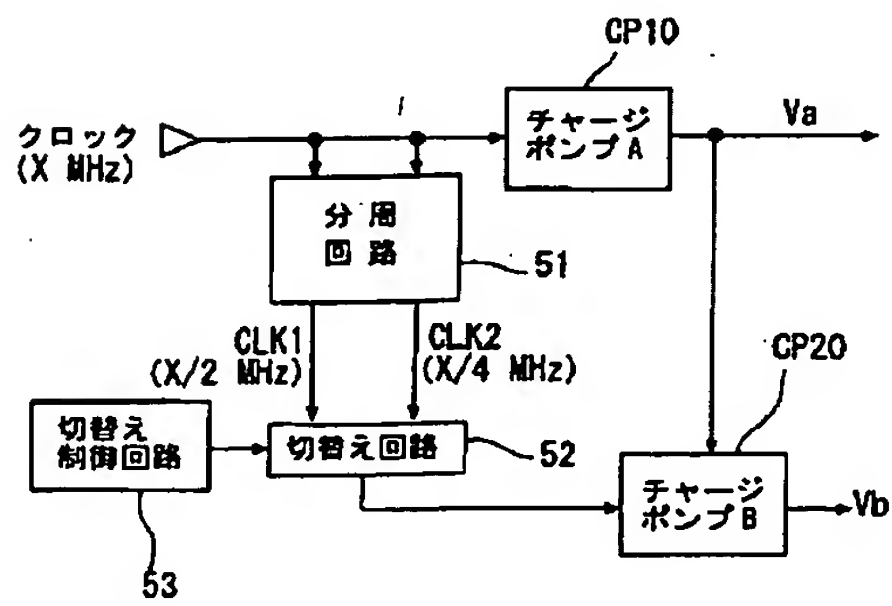 CP10
クロック
(X MHz)
チャージ
ポンプA
Va
分周
回路
51
CLK1
(X/2 MHz)
CLK2
(X/4 MHz)
CP20
切替え
制御回路
切替え回路
52
チャージ
ポンプB
Vb
53